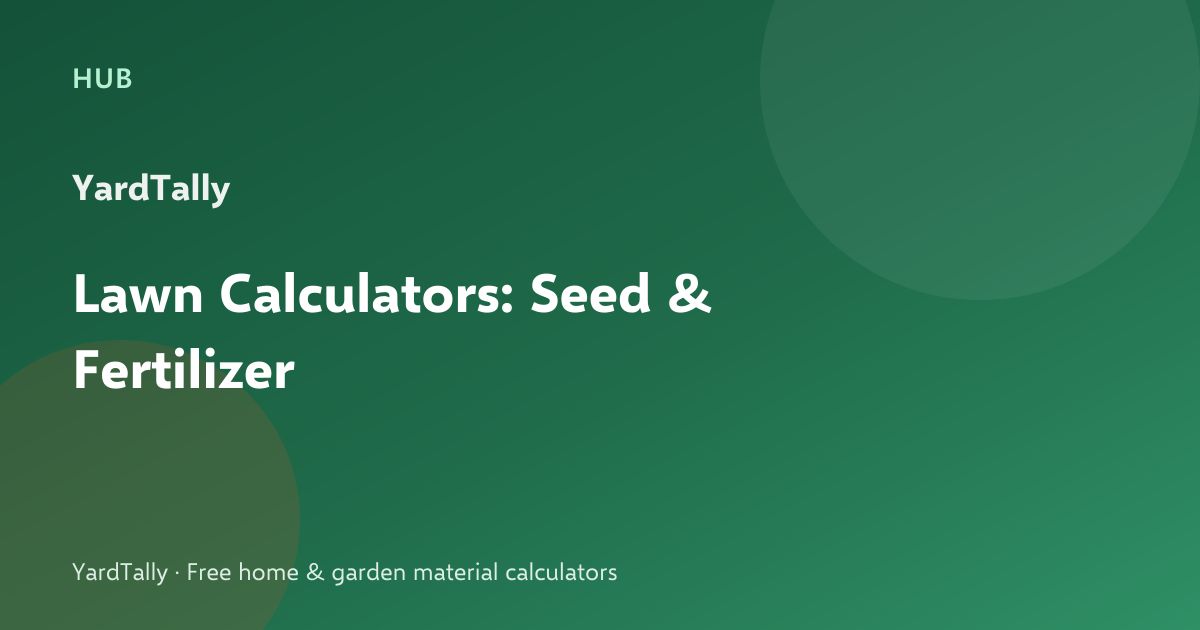 HUB
YardTally
Lawn Calculators: Seed &
Fertilizer
YardTally · Free home & garden material calculators